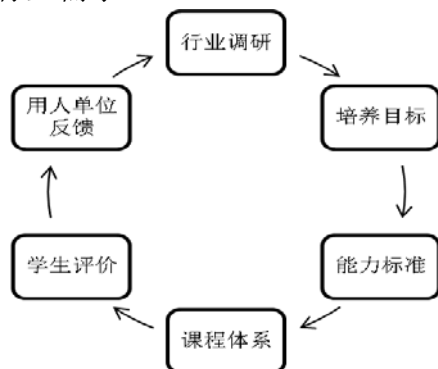 行业调研
培养目标
能力标准
课程体系
学生评价
用人单位
反馈